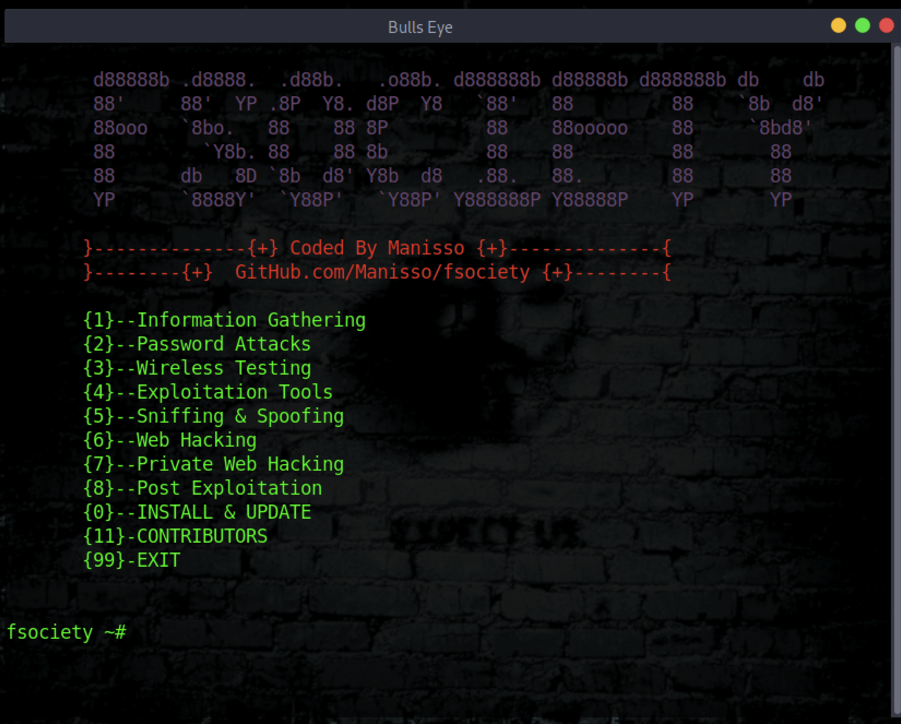 Bulls Eye
d88888b .d8888.  .d88b.   .o88b. d888888b d88888b d888888b db    db
88'     88'  YP .8P  Y8. d8P  Y8   `88'   88        88    `8b  d8'
88ooo   `8bo.   88    88 8P         88    88ooooo   88     `8bd8'
88        `Y8b. 88    88 8b         88    88        88       88
88      db   8D `8b  d8' Y8b  d8   .88.   88.       88       88
YP      `8888Y'  `Y88P'   `Y88P' Y888888P Y88888P   YP       YP
}--------------{+} Coded By Manisso {+}--------------{
}--------{+}  GitHub.com/Manisso/fsociety {+}--------{
{1}--Information Gathering
{2}--Password Attacks
{3}--Wireless Testing
{4}--Exploitation Tools
{5}--Sniffing & Spoofing
{6}--Web Hacking
{7}--Private Web Hacking
{8}--Post Exploitation
{0}--INSTALL & UPDATE
{11}-CONTRIBUTORS
{99}-EXIT
EXPECT US.
fsociety ~#